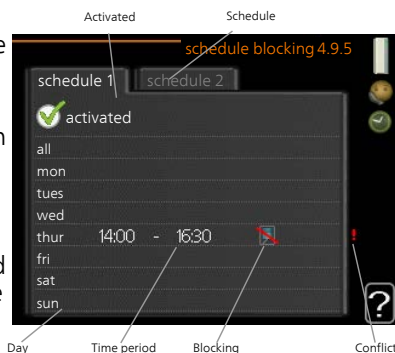 Activated Schedule
schedule blocking 4.9.5
schedule 1 schedule 2
activated
all
mon
tues
wed
thur 14:00 - 16:30 !
fri
sat
sun
?
Day Time period Blocking Conflict